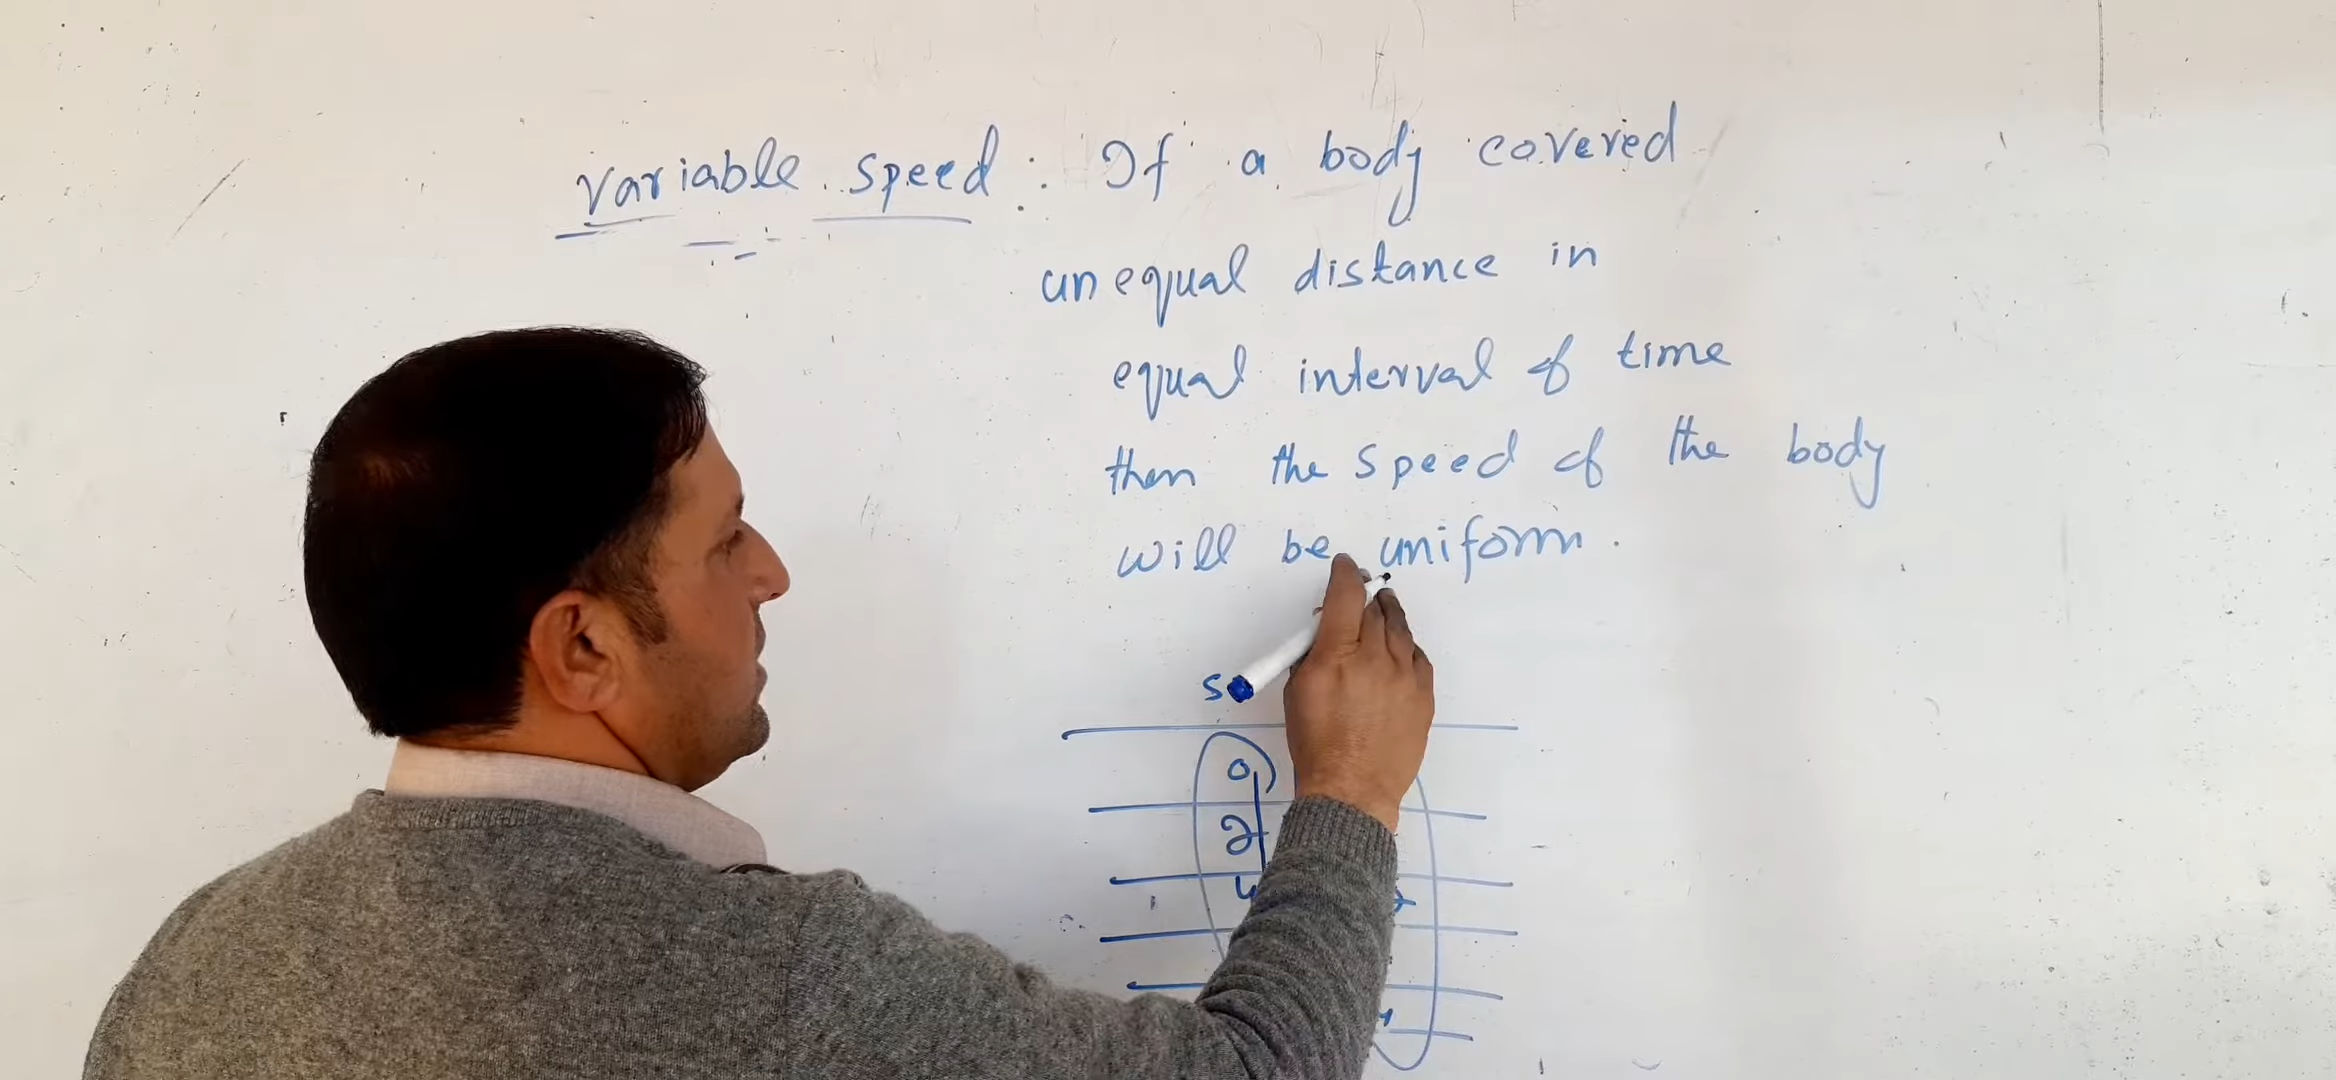 Variable speed : If a body covered
unequal distance in
equal interval of time
then the speed of the body
will be uniform.
S
0
2
4